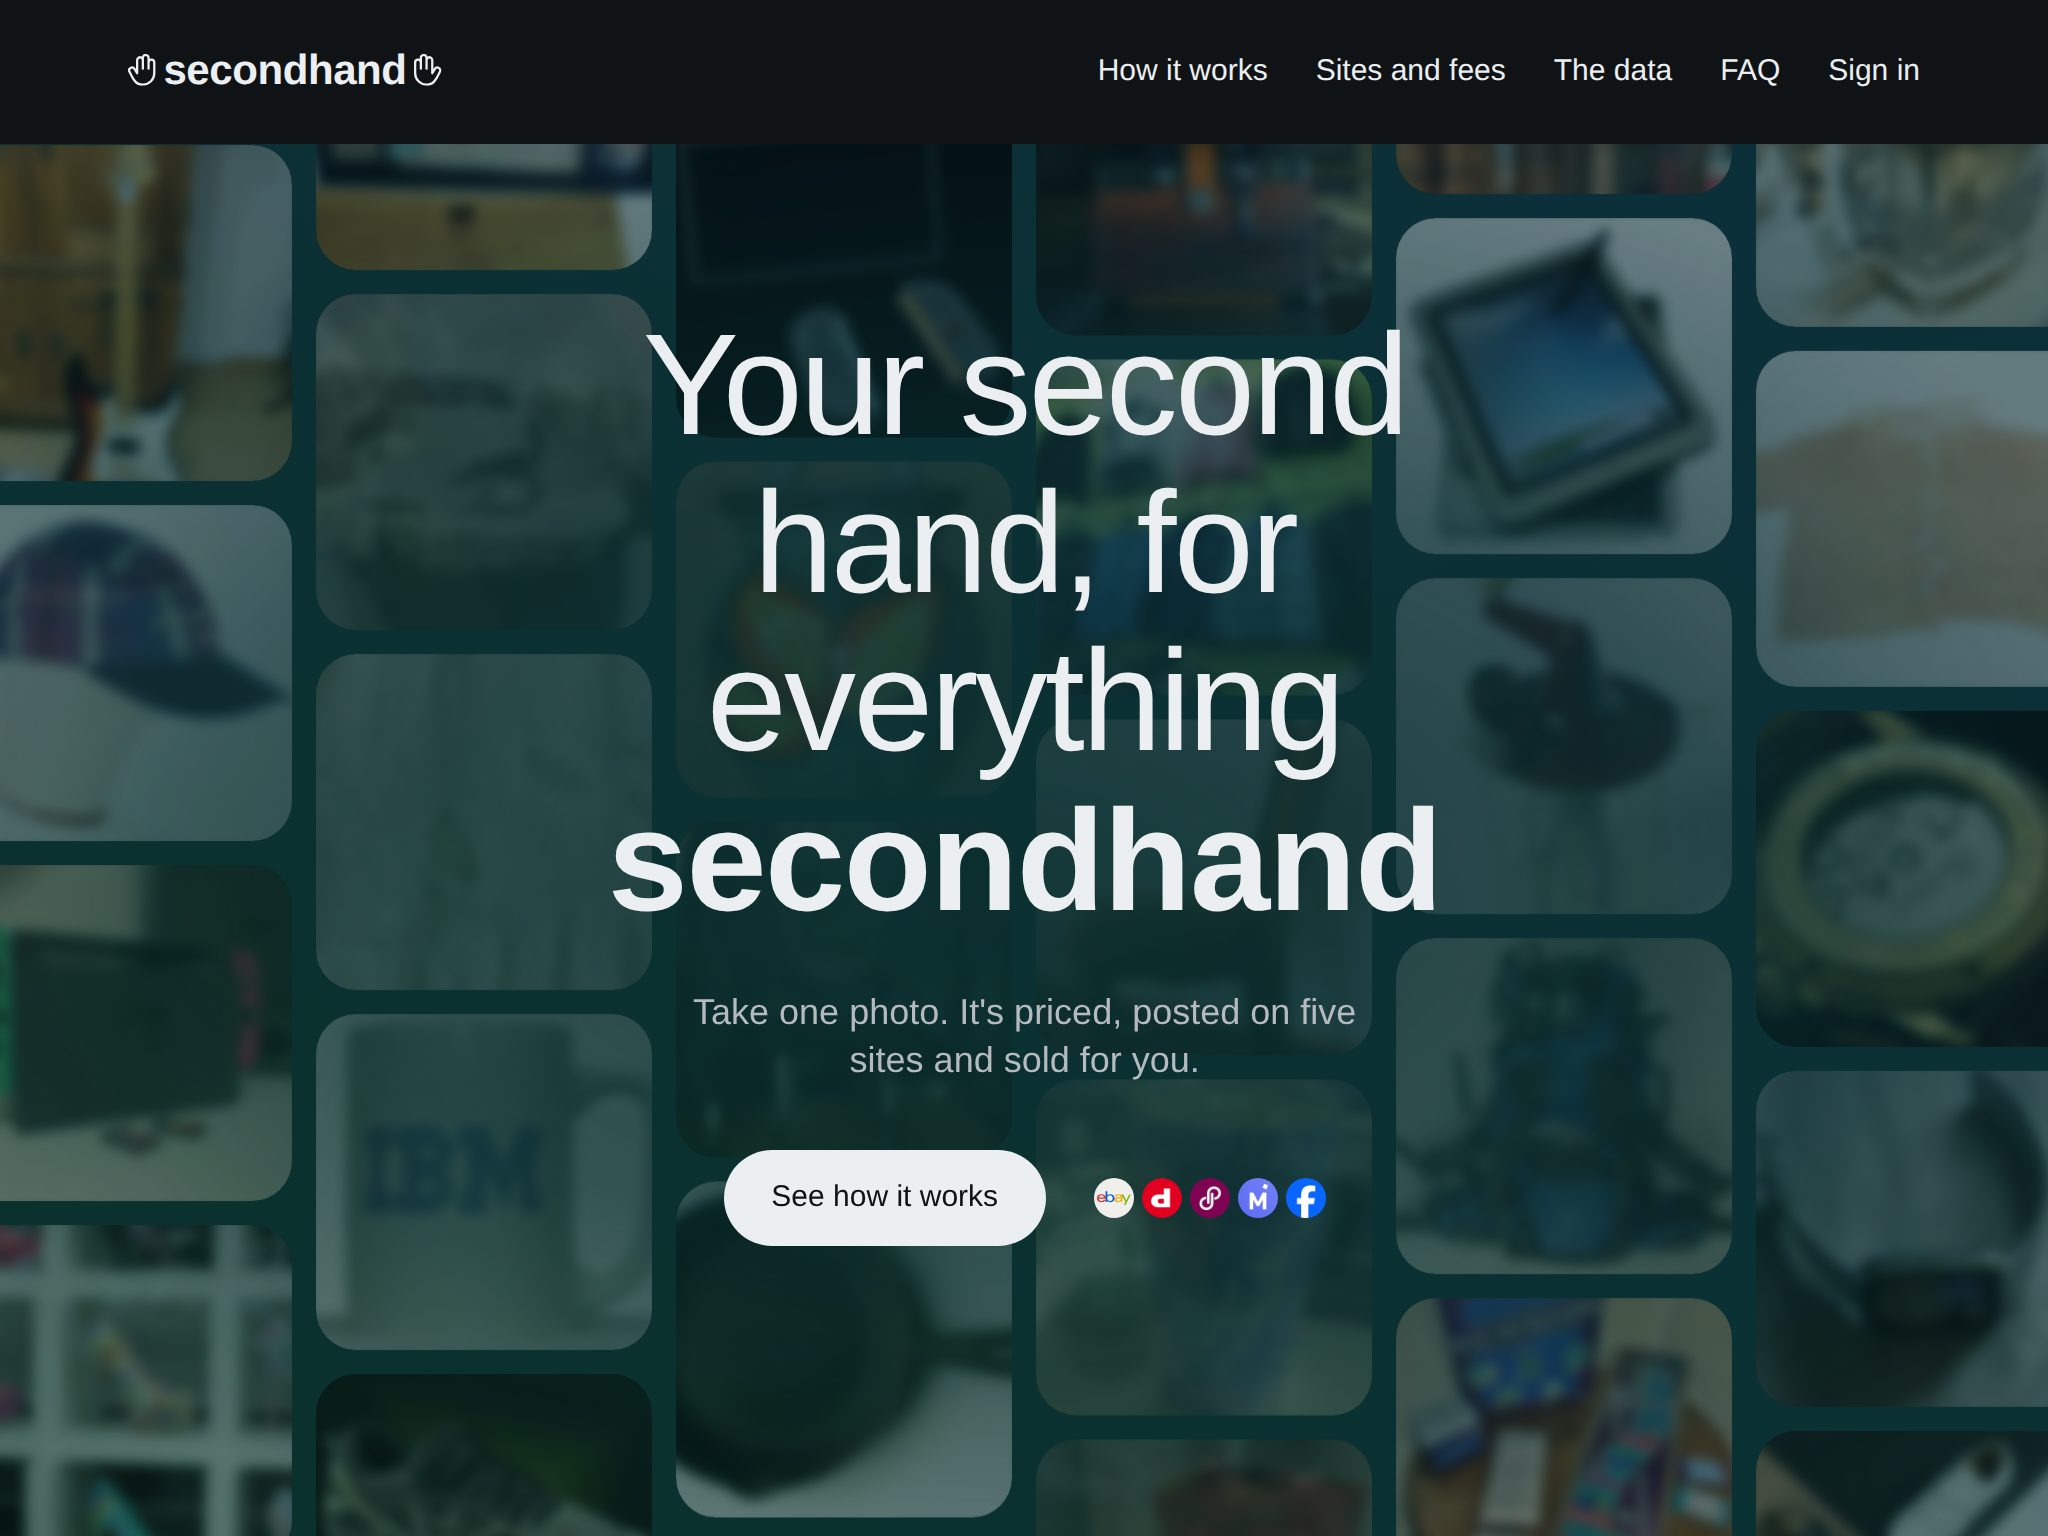 secondhand
How it works Sites and fees The data FAQ Sign in
Your second
hand, for
everything
secondhand
Take one photo. It's priced, posted on five
sites and sold for you.
See how it works
ebay
IBM